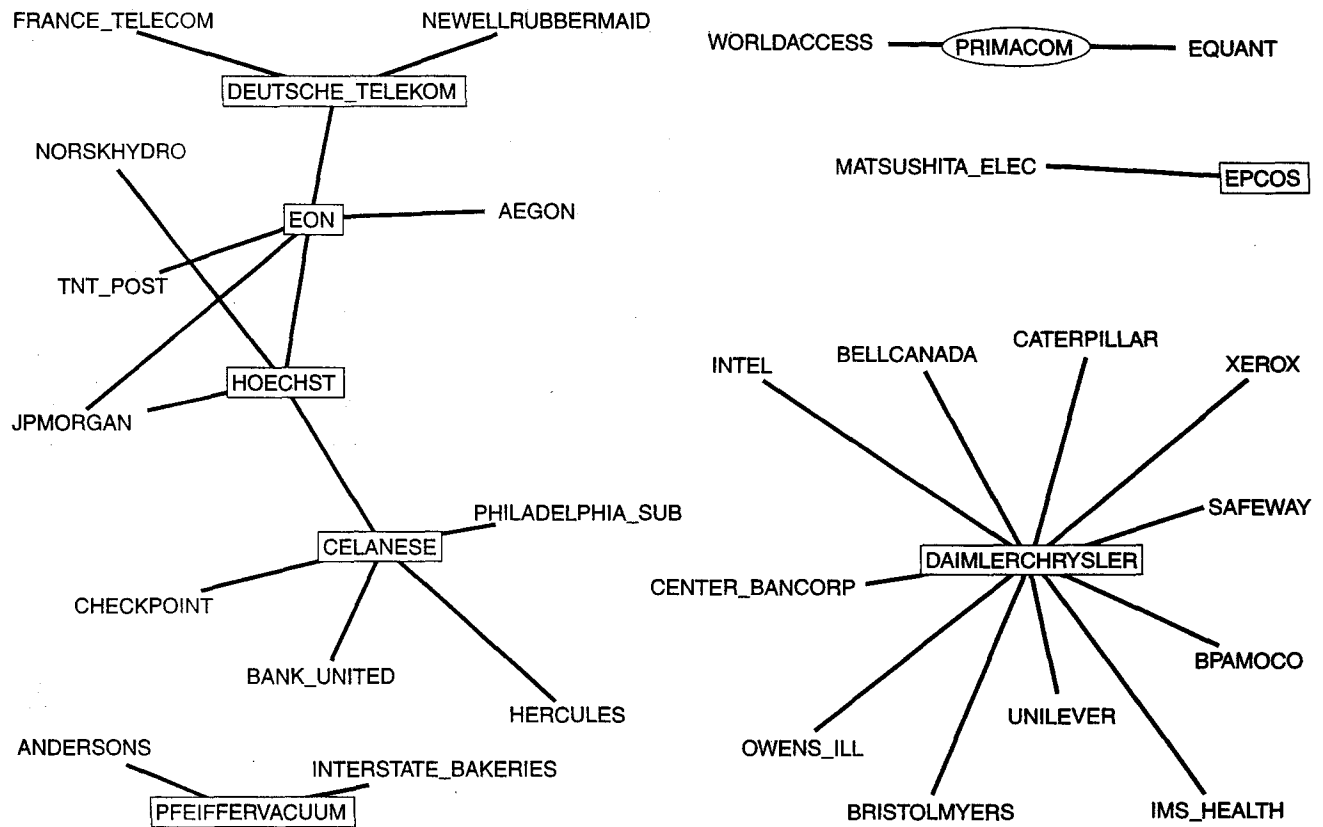 FRANCE_TELECOM
NEWELLRUBBERMAID
DEUTSCHE_TELEKOM
NORSKHYDRO
EON
AEGON
TNT_POST
HOECHST
JPMORGAN
PHILADELPHIA_SUB
CELANESE
CHECKPOINT
BANK_UNITED
HERCULES
ANDERSONS
INTERSTATE_BAKERIES
PFEIFFERVACUUM
WORLDACCESS
PRIMACOM
EQUANT
MATSUSHITA_ELEC
EPCOS
INTEL
BELLCANADA
CATERPILLAR
XEROX
SAFEWAY
DAIMLERCHRYSLER
CENTER_BANCORP
BPAMOCO
UNILEVER
OWENS_ILL
BRISTOLMYERS
IMS_HEALTH